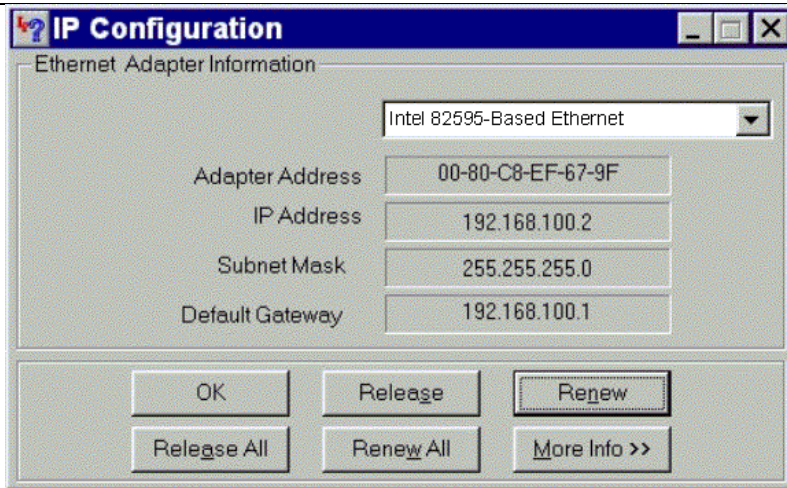 IP Configuration
Ethernet Adapter Information
Intel 82595-Based Ethernet
Adapter Address 00-80-C8-EF-67-9F
IP Address 192.168.100.2
Subnet Mask 255.255.255.0
Default Gateway 192.168.100.1
OK Release Renew
Release All Renew All More Info >>